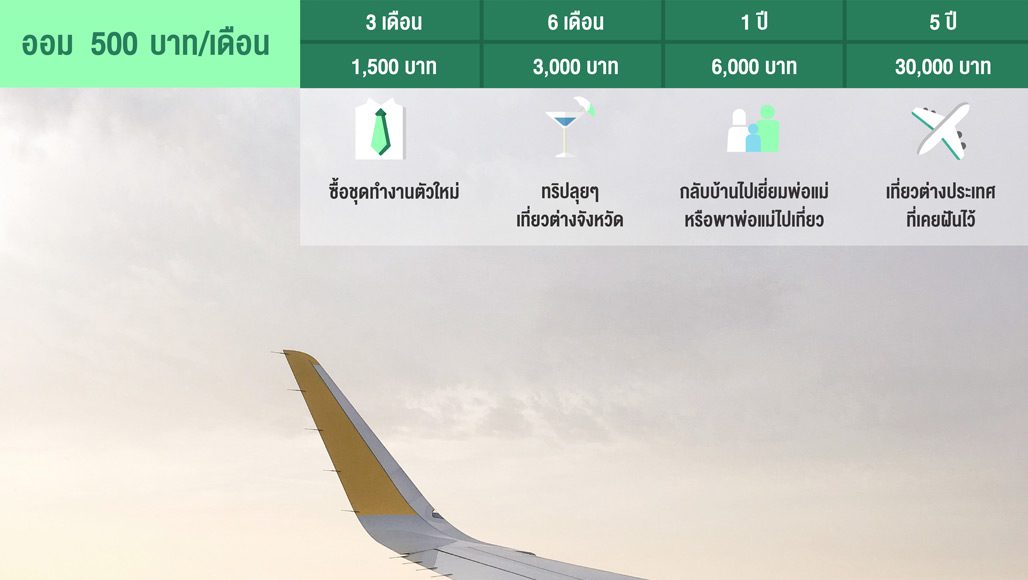 ออม 500 บาท/เดือน
3 เดือน
6 เดือน
1 ปี
5 ปี
1,500 บาท
3,000 บาท
6,000 บาท
30,000 บาท
ซื้อชุดทำงานตัวใหม่
ทริปลุยๆ
เที่ยวต่างจังหวัด
กลับบ้านไปเยี่ยมพ่อแม่
หรือพาพ่อแม่ไปเที่ยว
เที่ยวต่างประเทศ
ที่เคยฝันไว้